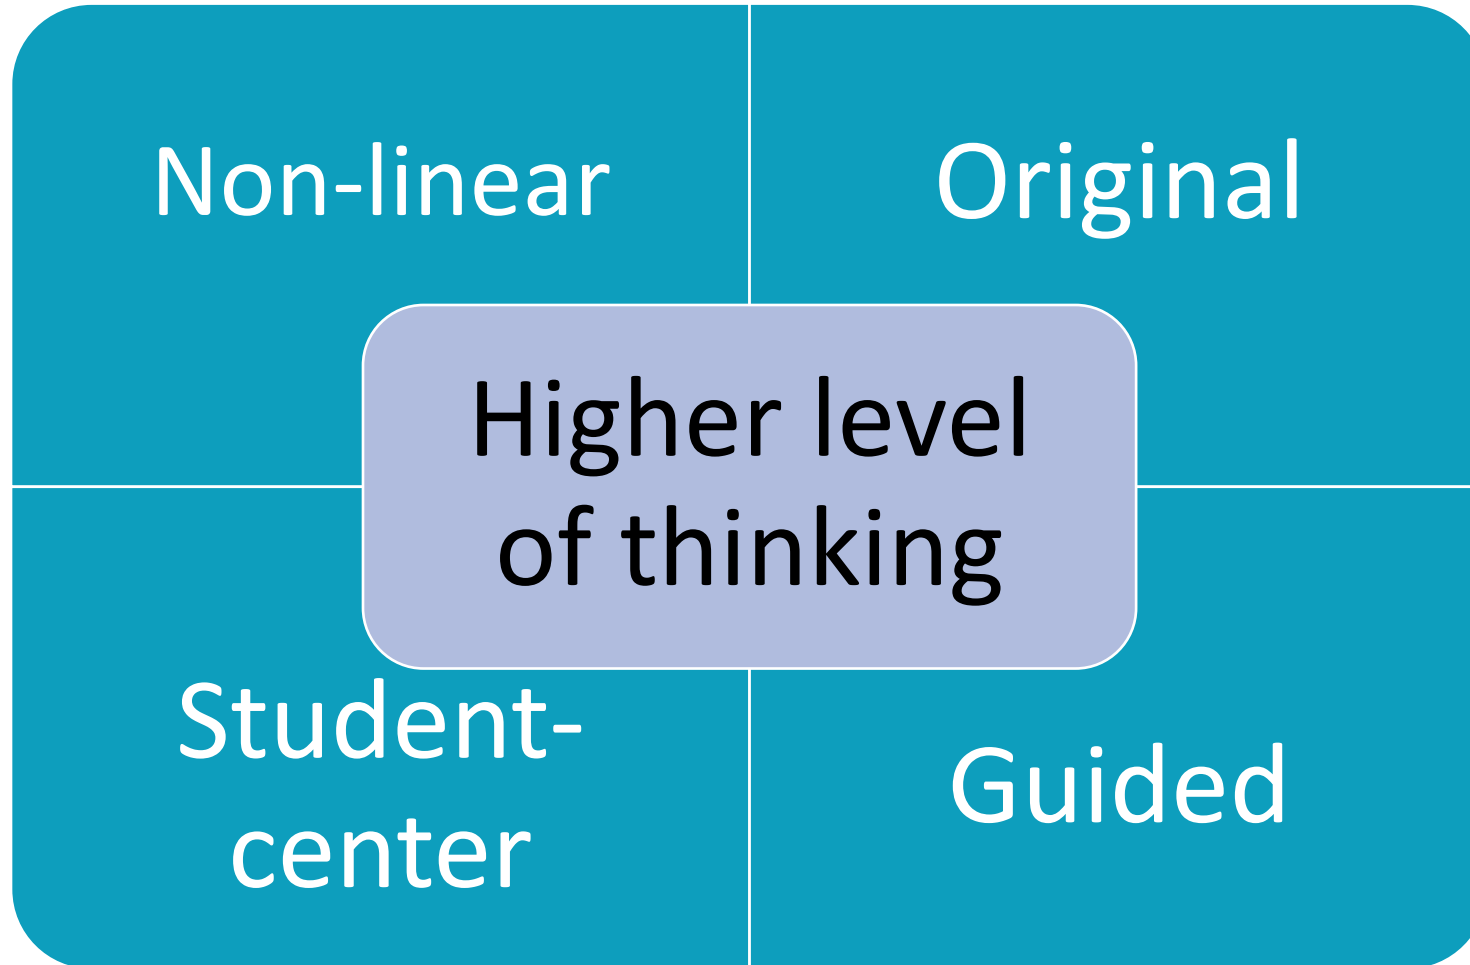 Non-linear
Original
Higher level
of thinking
Student-
center
Guided